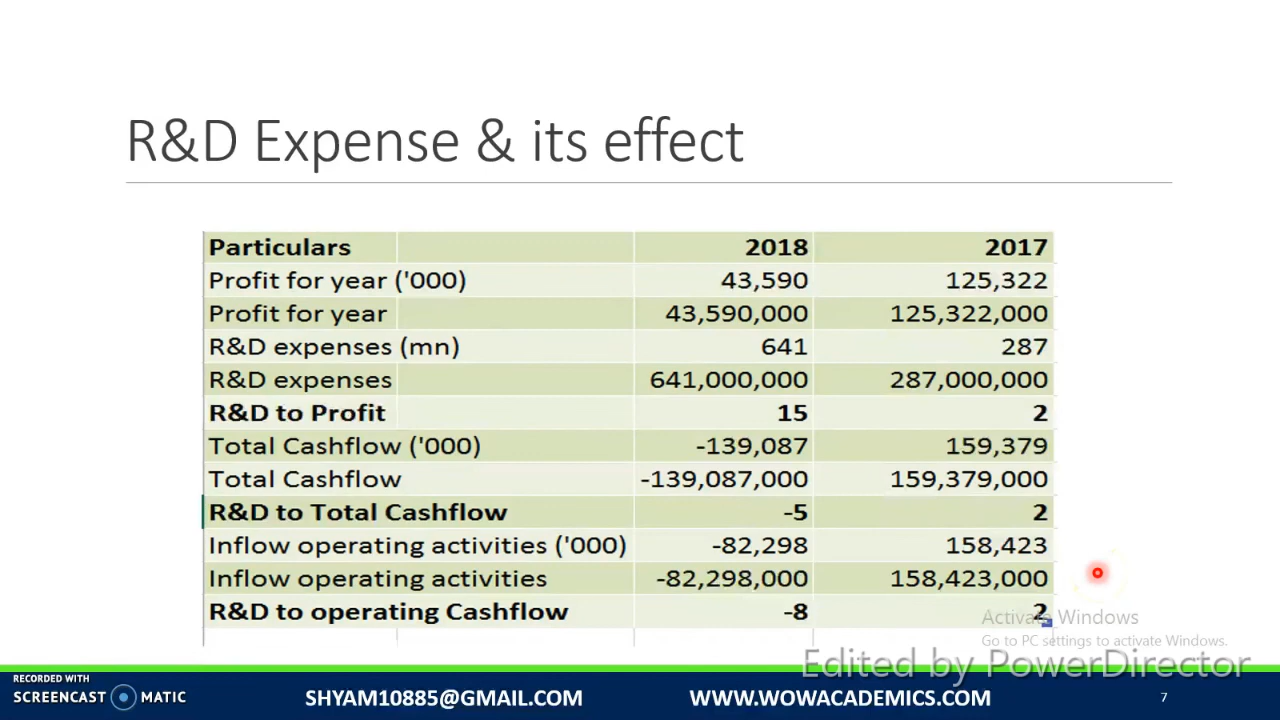 R&D Expense & its effect
Particulars 2018 2017
Profit for year ('000) 43,590 125,322
Profit for year 43,590,000 125,322,000
R&D expenses (mn) 641 287
R&D expenses 641,000,000 287,000,000
R&D to Profit 15 2
Total Cashflow ('000) -139,087 159,379
Total Cashflow -139,087,000 159,379,000
R&D to Total Cashflow -5 2
Inflow operating activities ('000) -82,298 158,423
Inflow operating activities -82,298,000 158,423,000
R&D to operating Cashflow -8 2
Activate Windows
Go to PC settings to activate Windows.
Edited by PowerDirector
RECORDED WITH
SCREENCAST MATIC
SHYAM10885@GMAIL.COM WWW.WOWACADEMICS.COM 7